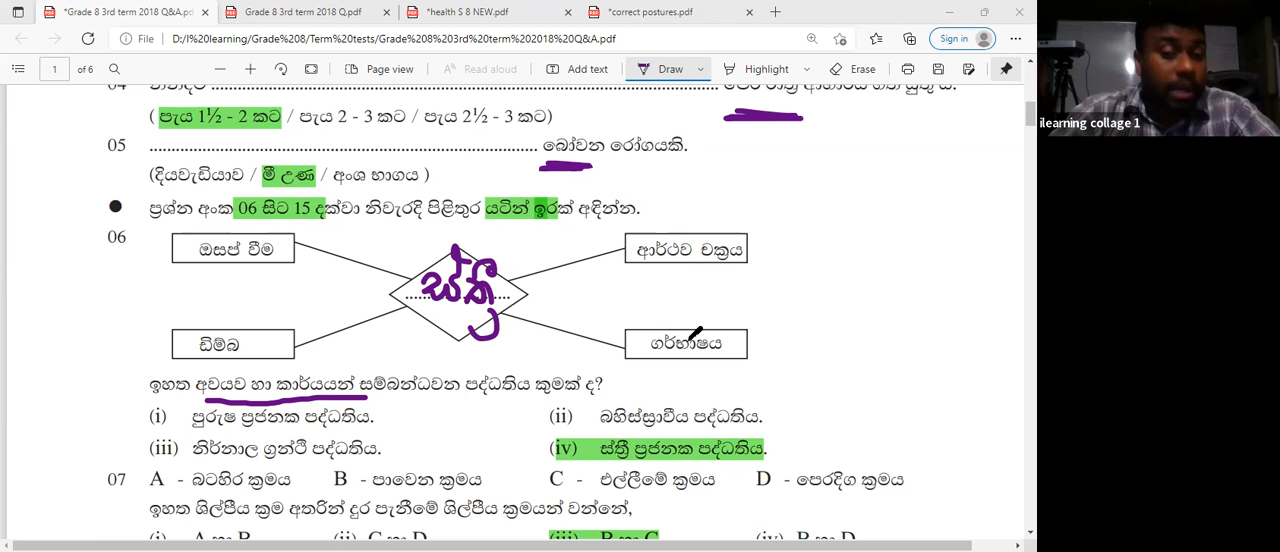 *Grade 8 3rd term 2018 Q&A.pdf
Grade 8 3rd term 2018 Q.pdf
*health S 8 NEW.pdf
*correct postures.pdf
File
D:/I%20learning/Grade%208/Term%20tests/Grade%208%203rd%20term%202018%20Q&A.pdf
Sign in
1 of 6
Page view
Read aloud
Add text
Draw
Highlight
Erase
(පැය 1½ - 2 කට / පැය 2 - 3 කට / පැය 2½ - 3 කට)
05 ................................................ බෝවන රෝගයකි.
(දියවැඩියාව / මී උණ / අංශ භාගය )
● ප්‍රශ්න අංක 06 සිට 15 දක්වා නිවැරදි පිළිතුර යටින් ඉරක් අඳින්න.
06
ඔසප් වීම
ආර්ථව චක්‍රය
ස්ත්‍රී
ඩිම්බ
ගර්භාෂය
ඉහත අවයව හා කාර්යයන් සම්බන්ධවන පද්ධතිය කුමක් ද?
(i) පුරුෂ ප්‍රජනක පද්ධතිය. (ii) බහිස්ස්‍රාවීය පද්ධතිය.
(iii) නිර්නාල ග්‍රන්ථි පද්ධතිය. (iv) ස්ත්‍රී ප්‍රජනක පද්ධතිය.
07 A - බටහිර ක්‍රමය B - පාවෙන ක්‍රමය C - එල්ලීමේ ක්‍රමය D - පෙරදිග ක්‍රමය
ඉහත ශිල්පීය ක්‍රම අතරින් දුර පැනීමේ ශිල්පීය ක්‍රමයන් වන්නේ,
ilearning collage 1